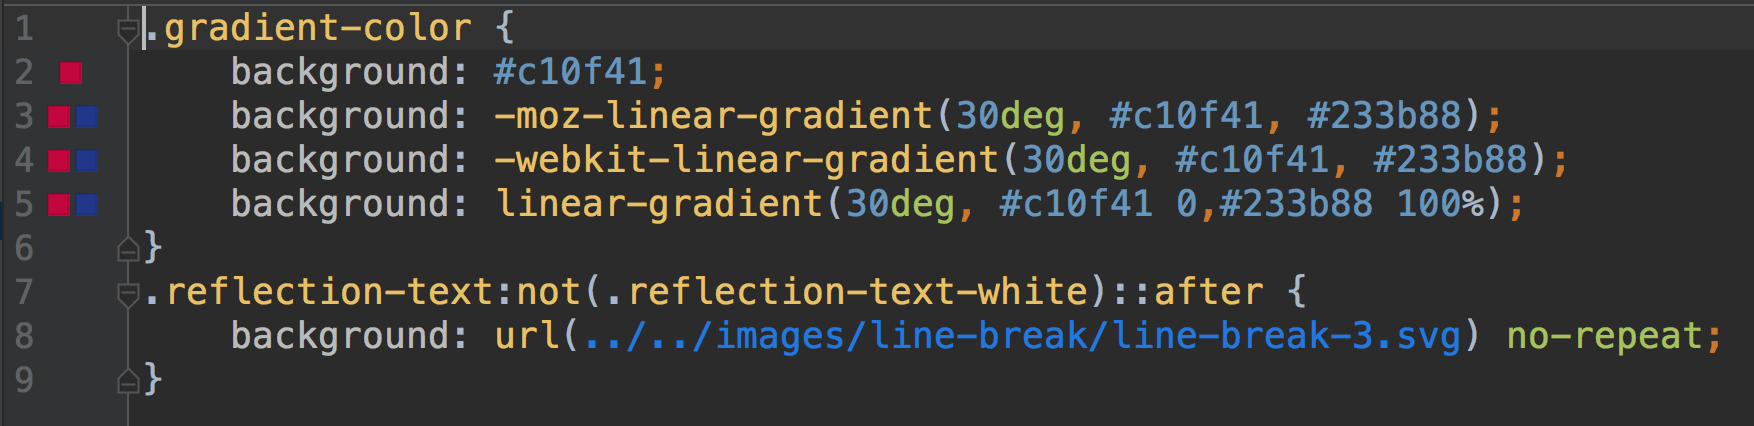 1 .gradient-color {
2 background: #c10f41;
3 background: -moz-linear-gradient(30deg, #c10f41, #233b88);
4 background: -webkit-linear-gradient(30deg, #c10f41, #233b88);
5 background: linear-gradient(30deg, #c10f41 0,#233b88 100%);
6 }
7 .reflection-text:not(.reflection-text-white)::after {
8 background: url(../../images/line-break/line-break-3.svg) no-repeat;
9 }